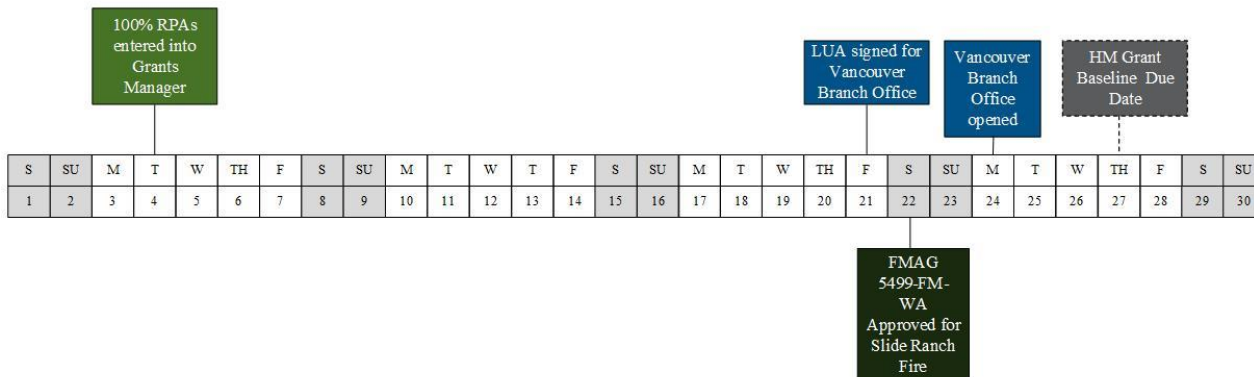 100% RPAs
entered into
Grants
Manager
LUA signed for
Vancouver
Branch Office
Vancouver
Branch
Office
opened
HM Grant
Baseline Due
Date
S SU M T W TH F S SU M T W T F S SU M T W TH F S SU M T W TH F S SU
1 2 3 4 5 6 7 8 9 10 11 12 13 14 15 16 17 18 19 20 21 22 23 24 25 26 27 28 29 30
FMAG
5499-FM-
WA
Approved for
Slide Ranch
Fire